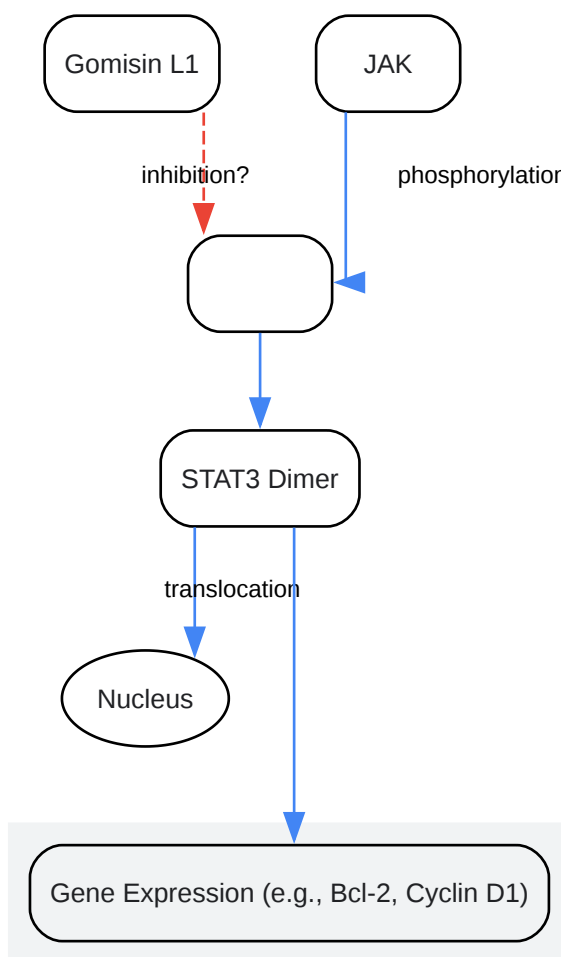 Gomisin L1
JAK
inhibition?
phosphorylation
STAT3 Dimer
translocation
Nucleus
Gene Expression (e.g., Bcl-2, Cyclin D1)